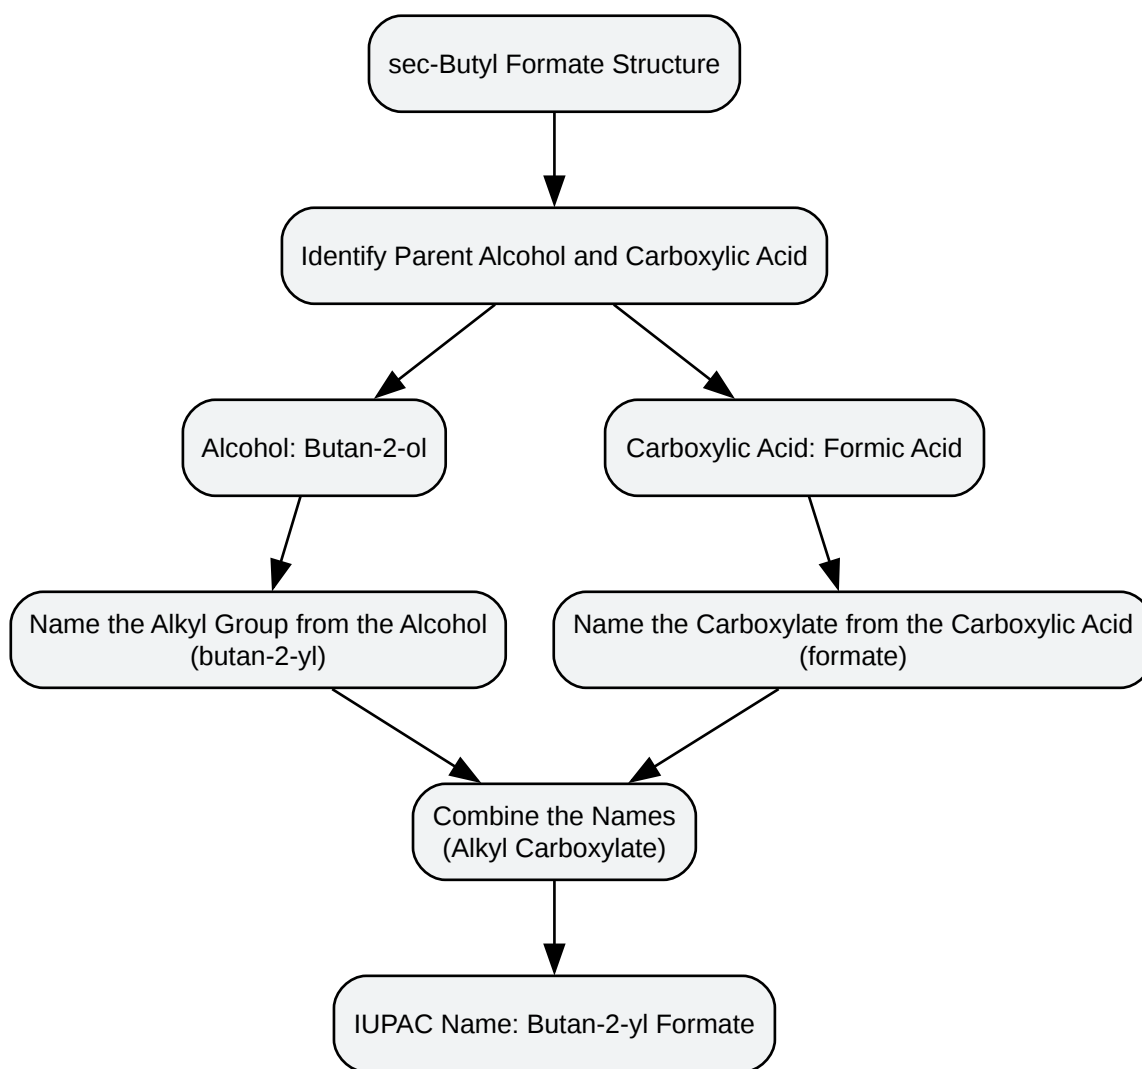 sec-Butyl Formate Structure
Identify Parent Alcohol and Carboxylic Acid
Alcohol: Butan-2-ol
Carboxylic Acid: Formic Acid
Name the Alkyl Group from the Alcohol
(butan-2-yl)
Name the Carboxylate from the Carboxylic Acid
(formate)
Combine the Names
(Alkyl Carboxylate)
IUPAC Name: Butan-2-yl Formate